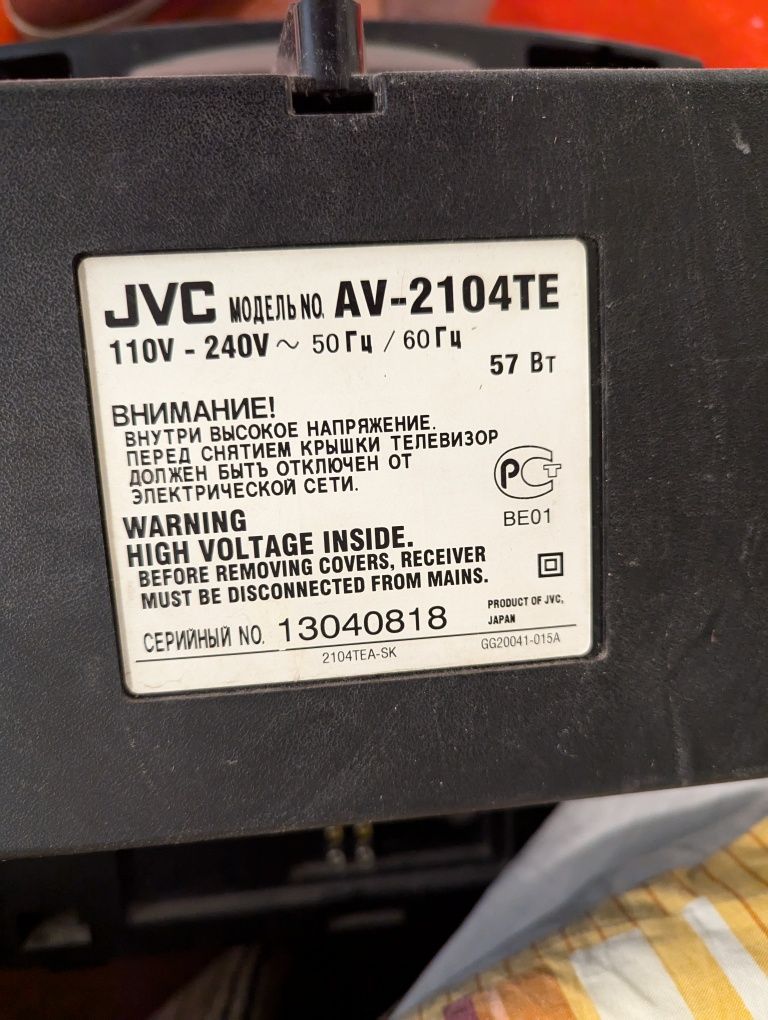 JVC МОДЕЛЬ NO. AV-2104TE
110V - 240V ~ 50 Гц / 60 Гц
57 Вт
ВНИМАНИЕ!
ВНУТРИ ВЫСОКОЕ НАПРЯЖЕНИЕ.
ПЕРЕД СНЯТИЕМ КРЫШКИ ТЕЛЕВИЗОР
ДОЛЖЕН БЫТЬ ОТКЛЮЧЕН ОТ
ЭЛЕКТРИЧЕСКОЙ СЕТИ.
РСТ
BE01
WARNING
HIGH VOLTAGE INSIDE.
BEFORE REMOVING COVERS, RECEIVER
MUST BE DISCONNECTED FROM MAINS.
СЕРИЙНЫЙ NO. 13040818
PRODUCT OF JVC,
JAPAN
2104TEA-SK
GG20041-015A